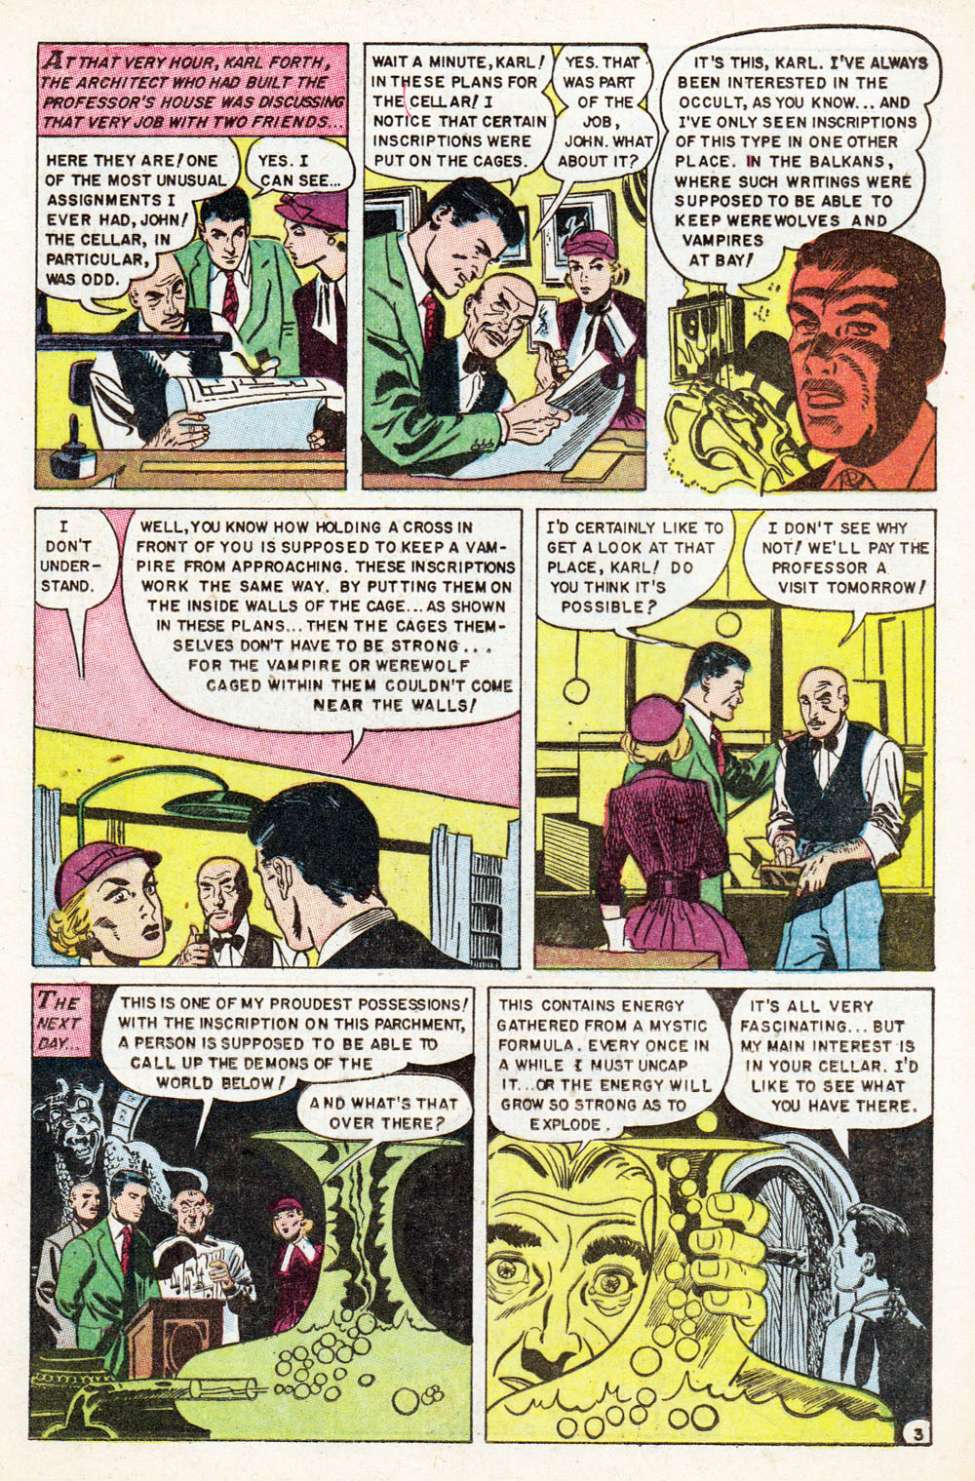 AT THAT VERY HOUR, KARL FORTH,
THE ARCHITECT WHO HAD BUILT THE
PROFESSOR'S HOUSE WAS DISCUSSING
THAT VERY JOB WITH TWO FRIENDS...
HERE THEY ARE! ONE
OF THE MOST UNUSUAL
ASSIGNMENTS I
EVER HAD, JOHN!
THE CELLAR, IN
PARTICULAR,
WAS ODD.
YES. I
CAN SEE...
WAIT A MINUTE, KARL!
IN THESE PLANS FOR
THE CELLAR! I
NOTICE THAT CERTAIN
INSCRIPTIONS WERE
PUT ON THE CAGES.
YES. THAT
WAS PART
OF THE
JOB,
JOHN. WHAT
ABOUT IT?
IT'S THIS, KARL. I'VE ALWAYS
BEEN INTERESTED IN THE
OCCULT, AS YOU KNOW... AND
I'VE ONLY SEEN INSCRIPTIONS
OF THIS TYPE IN ONE OTHER
PLACE. IN THE BALKANS,
WHERE SUCH WRITINGS WERE
SUPPOSED TO BE ABLE TO
KEEP WEREWOLVES AND
VAMPIRES
AT BAY!
I
DON'T
UNDER-
STAND.
WELL, YOU KNOW HOW HOLDING A CROSS IN
FRONT OF YOU IS SUPPOSED TO KEEP A VAM-
PIRE FROM APPROACHING. THESE INSCRIPTIONS
WORK THE SAME WAY. BY PUTTING THEM ON
THE INSIDE WALLS OF THE CAGE... AS SHOWN
IN THESE PLANS... THEN THE CAGES THEM-
SELVES DON'T HAVE TO BE STRONG...
FOR THE VAMPIRE OR WEREWOLF
CAGED WITHIN THEM COULDN'T COME
NEAR THE WALLS!
I'D CERTAINLY LIKE TO
GET A LOOK AT THAT
PLACE, KARL! DO
YOU THINK IT'S
POSSIBLE?
I DON'T SEE WHY
NOT! WE'LL PAY THE
PROFESSOR A
VISIT TOMORROW!
THE
NEXT
DAY...
THIS IS ONE OF MY PROUDEST POSSESSIONS!
WITH THE INSCRIPTION ON THIS PARCHMENT,
A PERSON IS SUPPOSED TO BE ABLE TO
CALL UP THE DEMONS OF THE
WORLD BELOW!
AND WHAT'S THAT
OVER THERE?
THIS CONTAINS ENERGY
GATHERED FROM A MYSTIC
FORMULA. EVERY ONCE IN
A WHILE I MUST UNCAP
IT... OR THE ENERGY WILL
GROW SO STRONG AS TO
EXPLODE.
IT'S ALL VERY
FASCINATING... BUT
MY MAIN INTEREST IS
IN YOUR CELLAR. I'D
LIKE TO SEE WHAT
YOU HAVE THERE.
3